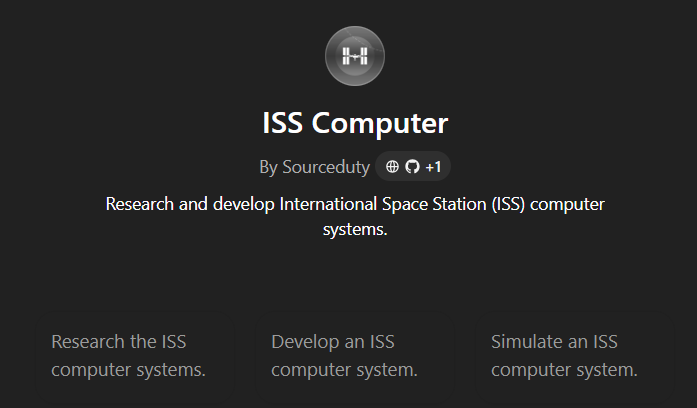 ISS Computer
By Sourceduty +1
Research and develop International Space Station (ISS) computer
systems.
Research the ISS
computer systems.
Develop an ISS
computer system.
Simulate an ISS
computer system.